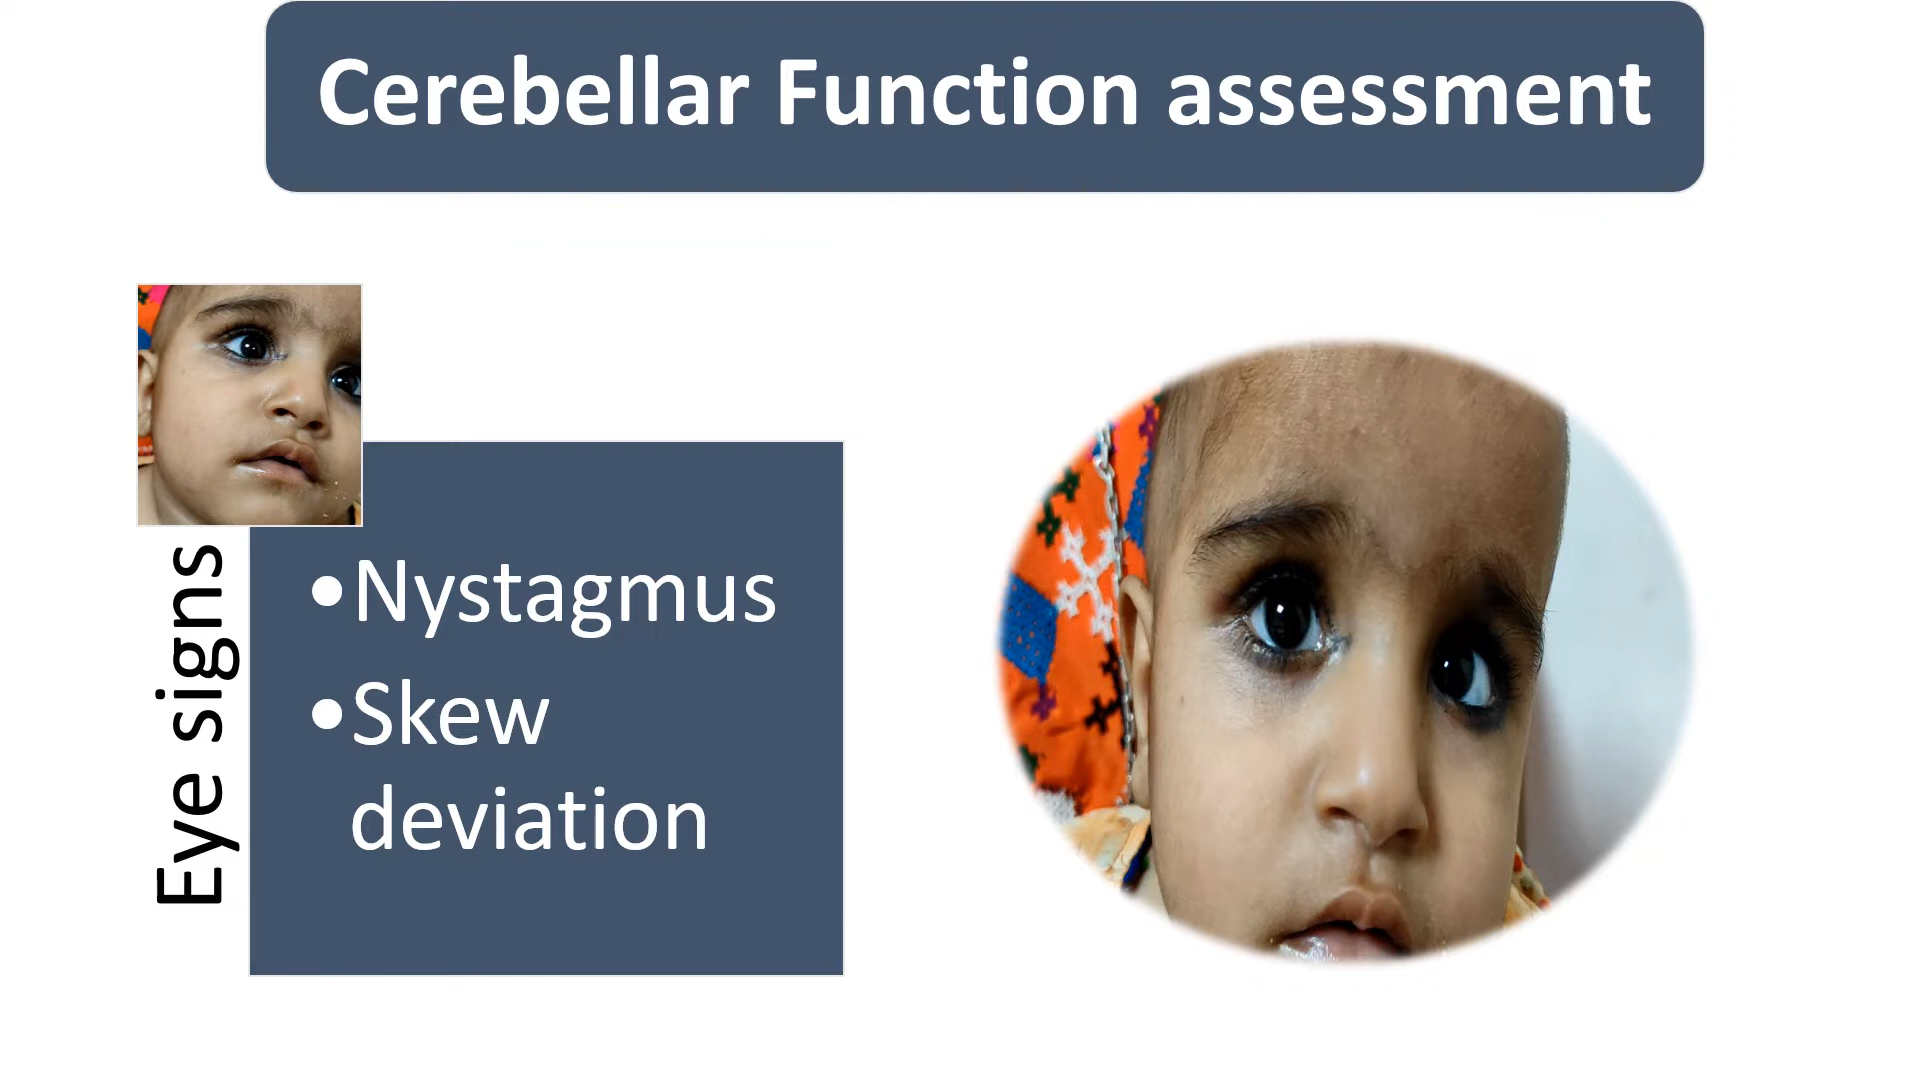 Cerebellar Function assessment
Eye signs
•Nystagmus
•Skew
deviation